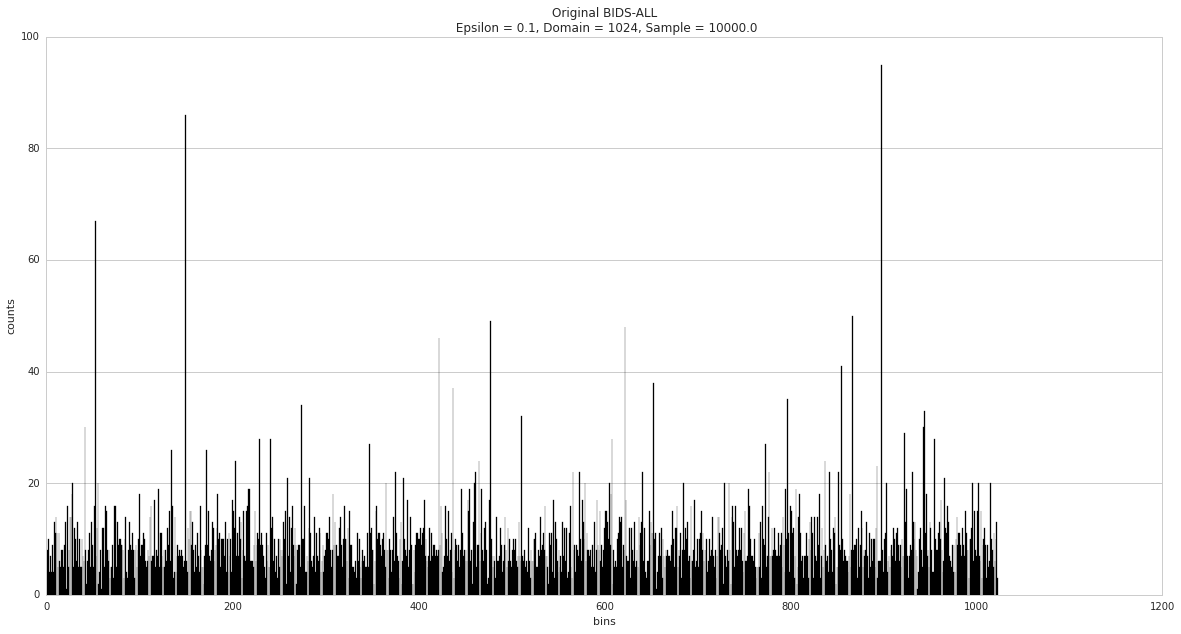 Original BIDS-ALL
Epsilon = 0.1, Domain = 1024, Sample = 10000.0
100
80
60
40
20
0
counts
0 200 400 600 800 1000 1200
bins